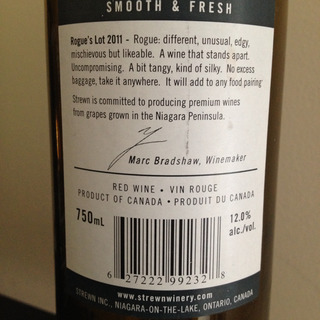 SMOOTH & FRESH
Rogue's Lot 2011 - Rogue: different, unusual, edgy,
mischievous but likeable. A wine that stands apart.
Uncompromising. A bit tangy, kind of silky. No excess
baggage, take it anywhere. It will add to any food pairing
Strewn is committed to producing premium wines
from grapes grown in the Niagara Peninsula.
Marc Bradshaw, Winemaker
RED WINE • VIN ROUGE
PRODUCT OF CANADA • PRODUIT DU CANADA
750mL
12.0%
alc./vol.
6 27222 99232 8
www.strewnwinery.com
STREWN INC., NIAGARA-ON-THE-LAKE, ONTARIO, CANADA